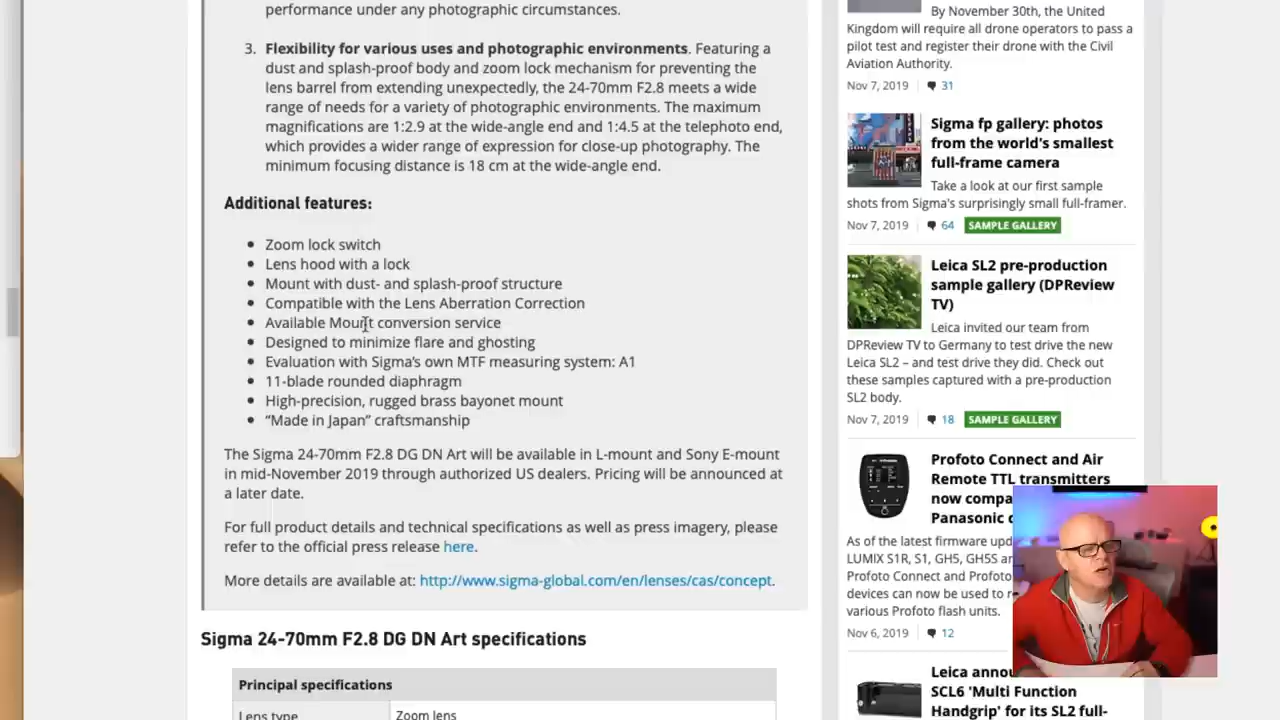 performance under any photographic circumstances.
3. Flexibility for various uses and photographic environments. Featuring a
dust and splash-proof body and zoom lock mechanism for preventing the
lens barrel from extending unexpectedly, the 24-70mm F2.8 meets a wide
range of needs for a variety of photographic environments. The maximum
magnifications are 1:2.9 at the wide-angle end and 1:4.5 at the telephoto end,
which provides a wider range of expression for close-up photography. The
minimum focusing distance is 18 cm at the wide-angle end.
Additional features:
Zoom lock switch
Lens hood with a lock
Mount with dust- and splash-proof structure
Compatible with the Lens Aberration Correction
Available Mount conversion service
Designed to minimize flare and ghosting
Evaluation with Sigma's own MTF measuring system: A1
11-blade rounded diaphragm
High-precision, rugged brass bayonet mount
“Made in Japan” craftsmanship
The Sigma 24-70mm F2.8 DG DN Art will be available in L-mount and Sony E-mount
in mid-November 2019 through authorized US dealers. Pricing will be announced at
a later date.
For full product details and technical specifications as well as press imagery, please
refer to the official press release here.
More details are available at: http://www.sigma-global.com/en/lenses/cas/concept.
Sigma 24-70mm F2.8 DG DN Art specifications
Principal specifications
Lens type Zoom lens
By November 30th, the United
Kingdom will require all drone operators to pass a
pilot test and register their drone with the Civil
Aviation Authority.
Nov 7, 2019 31
Sigma fp gallery: photos
from the world's smallest
full-frame camera
Take a look at our first sample
shots from Sigma's surprisingly small full-framer.
Nov 7, 2019 64 SAMPLE GALLERY
Leica SL2 pre-production
sample gallery (DPReview
TV)
Leica invited our team from
DPReview TV to Germany to test drive the new
Leica SL2 – and test drive they did. Check out
these samples captured with a pre-production
SL2 body.
Nov 7, 2019 18 SAMPLE GALLERY
Profoto Connect and Air
Remote TTL transmitters
now compa
Panasonic
As of the latest firmware upd
LUMIX S1R, S1, GH5, GH5S a
Profoto Connect and Profoto
devices can now be used to
various Profoto flash units.
Nov 6, 2019 12
Leica annou
SCL6 'Multi Function
Handgrip' for its SL2 full-